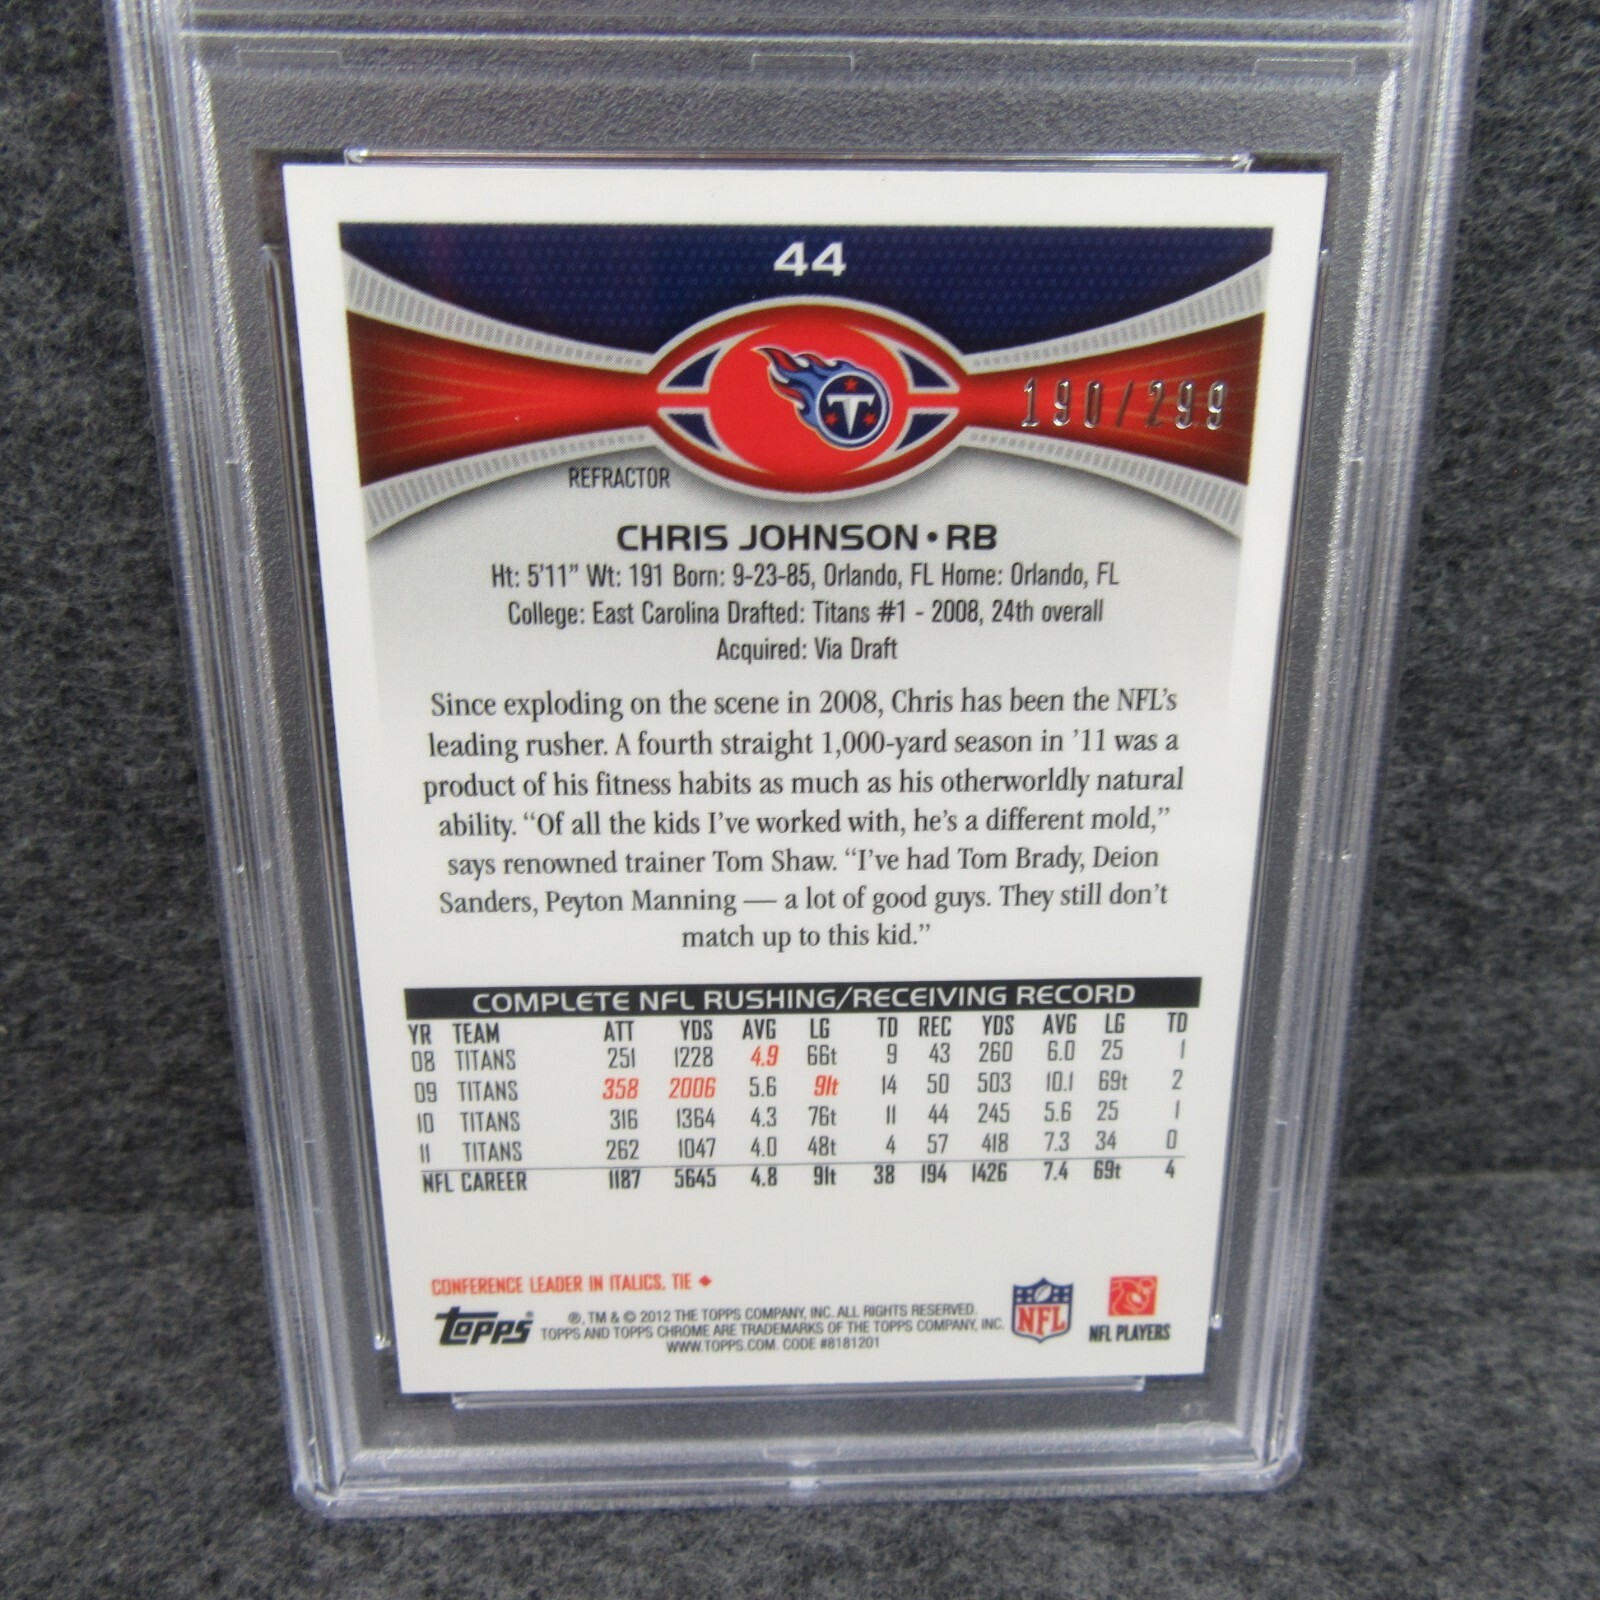 44
190/299
REFRACTOR
CHRIS JOHNSON • RB
Ht: 5'11" Wt: 191 Born: 9-23-85, Orlando, FL Home: Orlando, FL
College: East Carolina Drafted: Titans #1 - 2008, 24th overall
Acquired: Via Draft
Since exploding on the scene in 2008, Chris has been the NFL's
leading rusher. A fourth straight 1,000-yard season in '11 was a
product of his fitness habits as much as his otherworldly natural
ability. “Of all the kids I've worked with, he's a different mold,”
says renowned trainer Tom Shaw. “I've had Tom Brady, Deion
Sanders, Peyton Manning — a lot of good guys. They still don't
match up to this kid.”
COMPLETE NFL RUSHING/RECEIVING RECORD
YR TEAM ATT YDS AVG LG TD REC YDS AVG LG TD
08 TITANS 251 1228 4.9 66t 9 43 260 6.0 25 1
09 TITANS 358 2006 5.6 91t 14 50 503 10.1 69t 2
10 TITANS 316 1364 4.3 76t 11 44 245 5.6 25 1
11 TITANS 262 1047 4.0 48t 4 57 418 7.3 34 0
NFL CAREER 1187 5645 4.8 91t 38 194 1426 7.4 69t 4
CONFERENCE LEADER IN ITALICS. TIE ♦
topps ®, TM & © 2012 THE TOPPS COMPANY, INC. ALL RIGHTS RESERVED.
TOPPS AND TOPPS CHROME ARE TRADEMARKS OF THE TOPPS COMPANY, INC.
WWW.TOPPS.COM. CODE #8181201
NFL
NFL PLAYERS